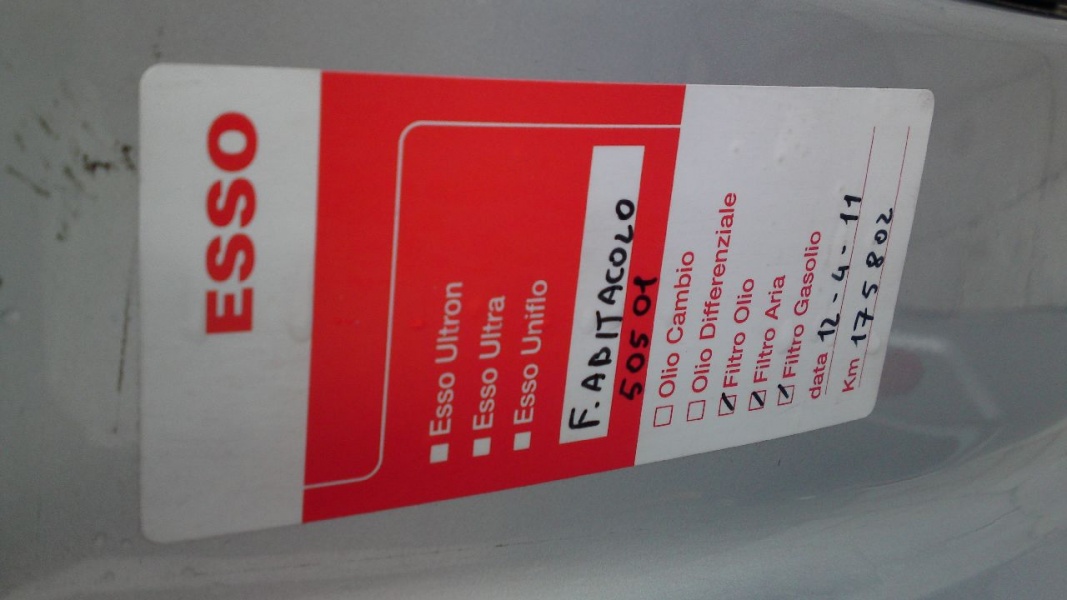 ESSO
Esso Ultron
Esso Ultra
Esso Uniflo
F. ABITACOLO
50501
Olio Cambio
Olio Differenziale
Filtro Olio
Filtro Aria
Filtro Gasolio
data 12-4-11
Km 175802